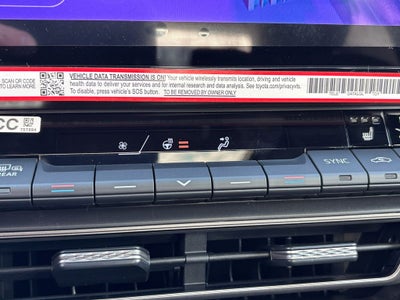 SCAN QR CODE
TO LEARN MORE.
VEHICLE DATA TRANSMISSION IS ON! Your vehicle wirelessly transmits location, driving and vehicle
health data to deliver your services and for internal research and data analysis. See toyota.com/privacyvts.
To disable, press vehicle's SOS button. TO BE REMOVED BY OWNER ONLY
CC
REAR
SYNC